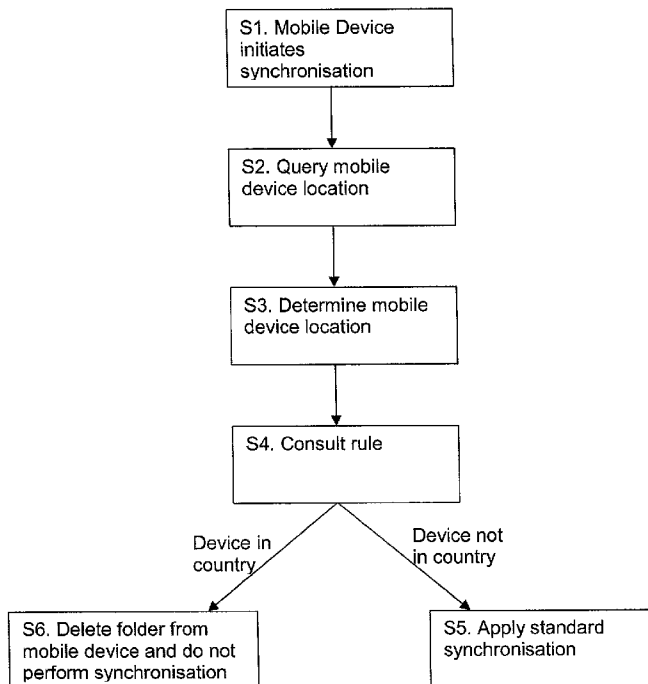 S1. Mobile Device
initiates
synchronisation
S2. Query mobile
device location
S3. Determine mobile
device location
S4. Consult rule
Device in
country
Device not
in country
S6. Delete folder from
mobile device and do not
perform synchronisation
S5. Apply standard
synchronisation